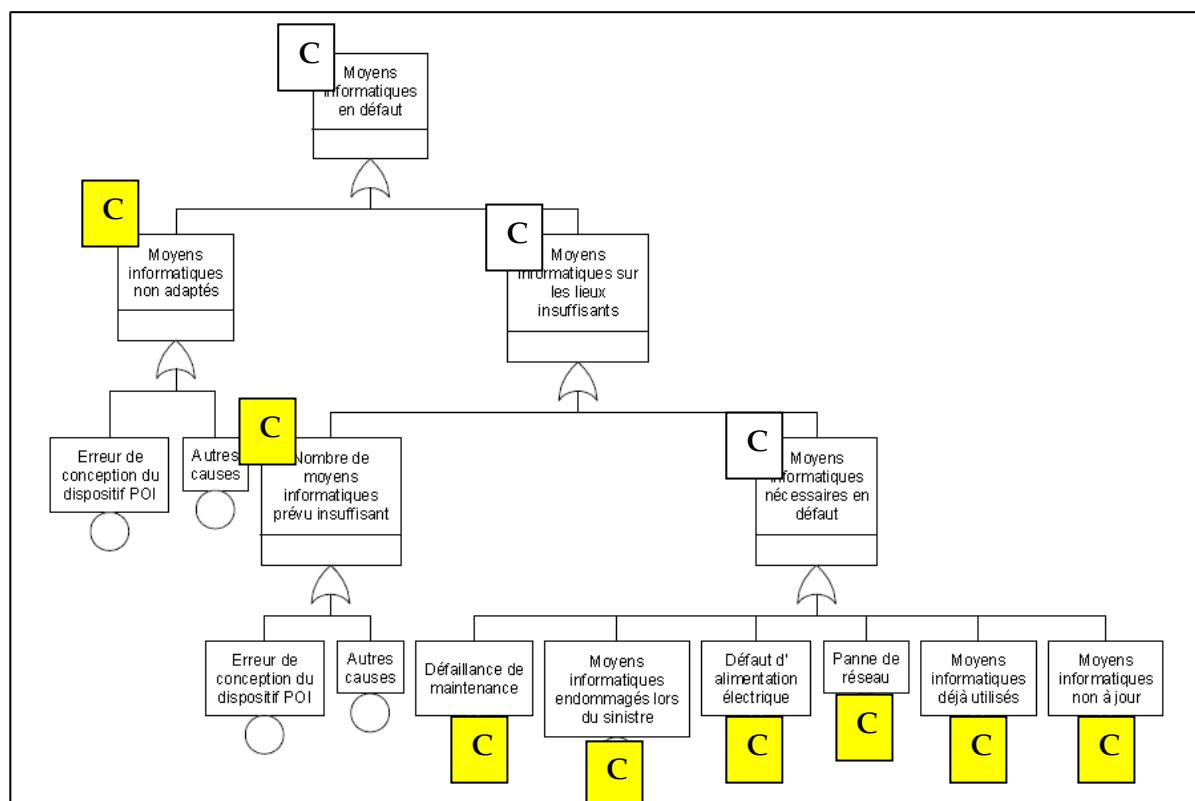 C
Moyens
informatiques
en défaut
C
Moyens
informatiques
non adaptés
C
Moyens
informatiques sur
les lieux
insuffisants
Erreur de
conception du
dispositif POI
Autres
causes
C
Nombre de
moyens
informatiques
prévu insuffisant
C
Moyens
informatiques
nécessaires en
défaut
Erreur de
conception du
dispositif POI
Autres
causes
Défaillance de
maintenance
C
Moyens
informatiques
endommagés lors
du sinistre
C
Défaut d'
alimentation
électrique
C
Panne de
réseau
C
Moyens
informatiques
déjà utilisés
C
Moyens
informatiques
non à jour
C